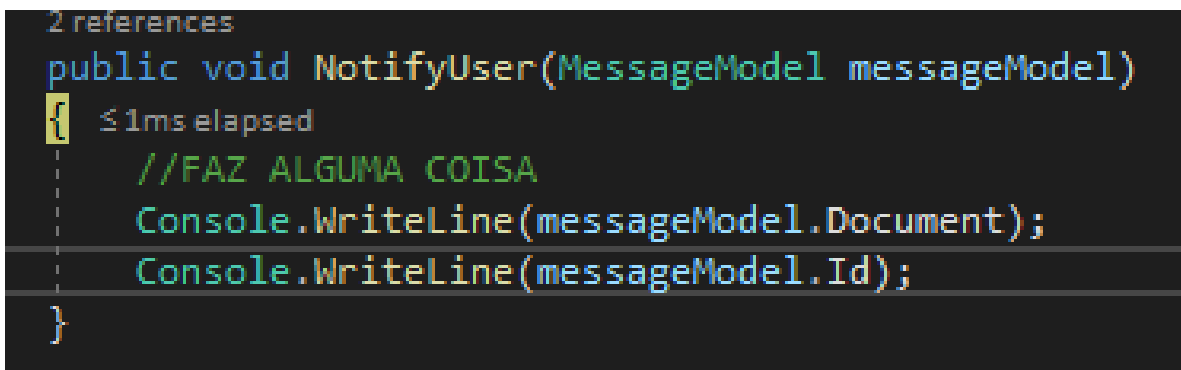 2 references
public void NotifyUser(MessageModel messageModel)
{ ≤1ms elapsed
//FAZ ALGUMA COISA
Console.WriteLine(messageModel.Document);
Console.WriteLine(messageModel.Id);
}